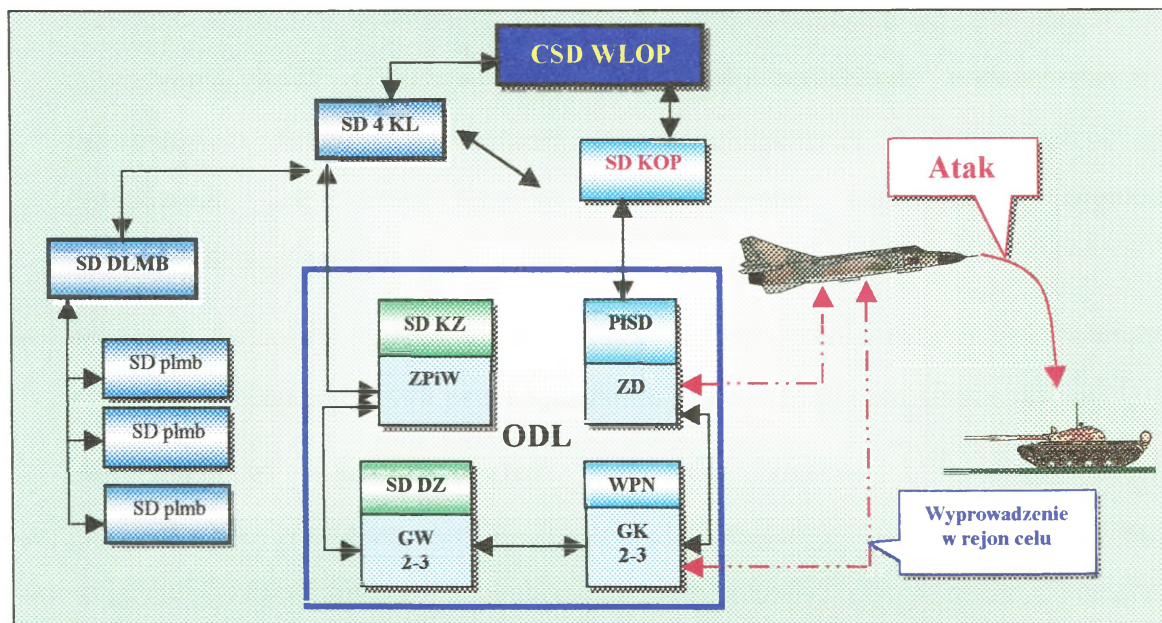 CSD WLOP
SD 4 KL
SD KOP
Atak
SD DLMB
SD KZ
ZPiW
PISD
ZD
SD plmb
SD plmb
SD plmb
ODL
SD DZ
GW
2-3
WPN
GK
2-3
Wyprowadzenie
w rejon celu